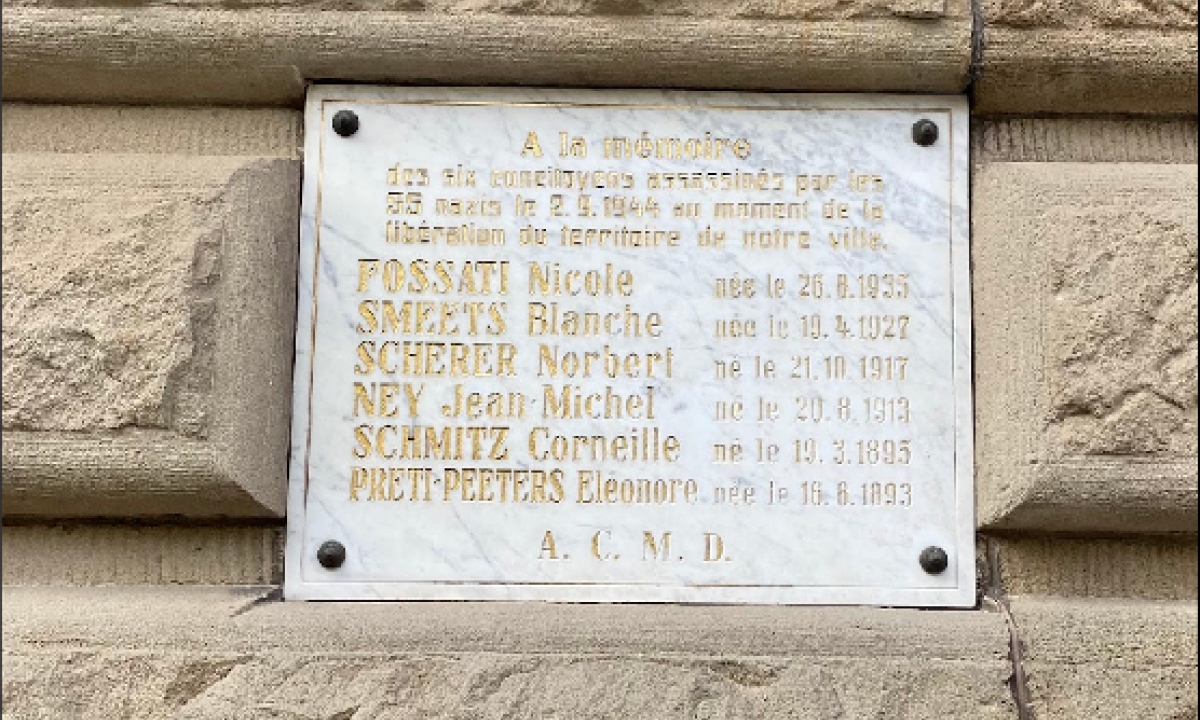 A la mémoire
des six concitoyens assassinés par les
SS nazis le 2.9.1944 au moment de la
libération du territoire de notre ville.
FOSSATI Nicole née le 26.8.1935
SMEETS Blanche née le 19.4.1927
SCHERER Norbert né le 21.10.1917
NEY Jean-Michel né le 20.8.1913
SCHMITZ Corneille né le 19.3.1895
PRETI-PEETERS Eléonore née le 16.8.1893
A. C. M. D.